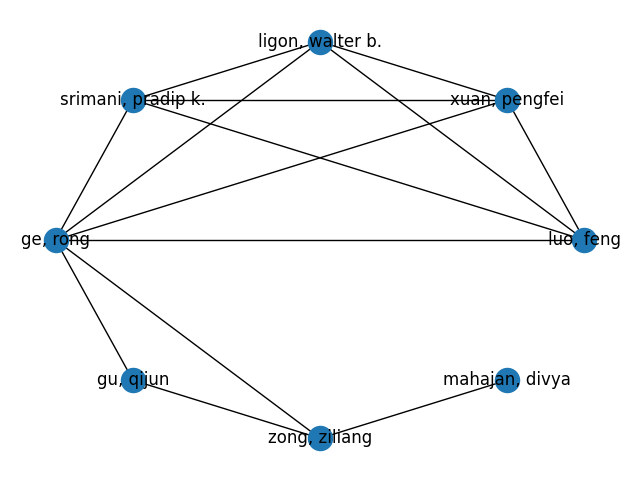 ligon, walter b.
srimani, pradip k.
xuan, pengfei
ge, rong
luo, feng
gu, qijun
mahajan, divya
zong, ziliang